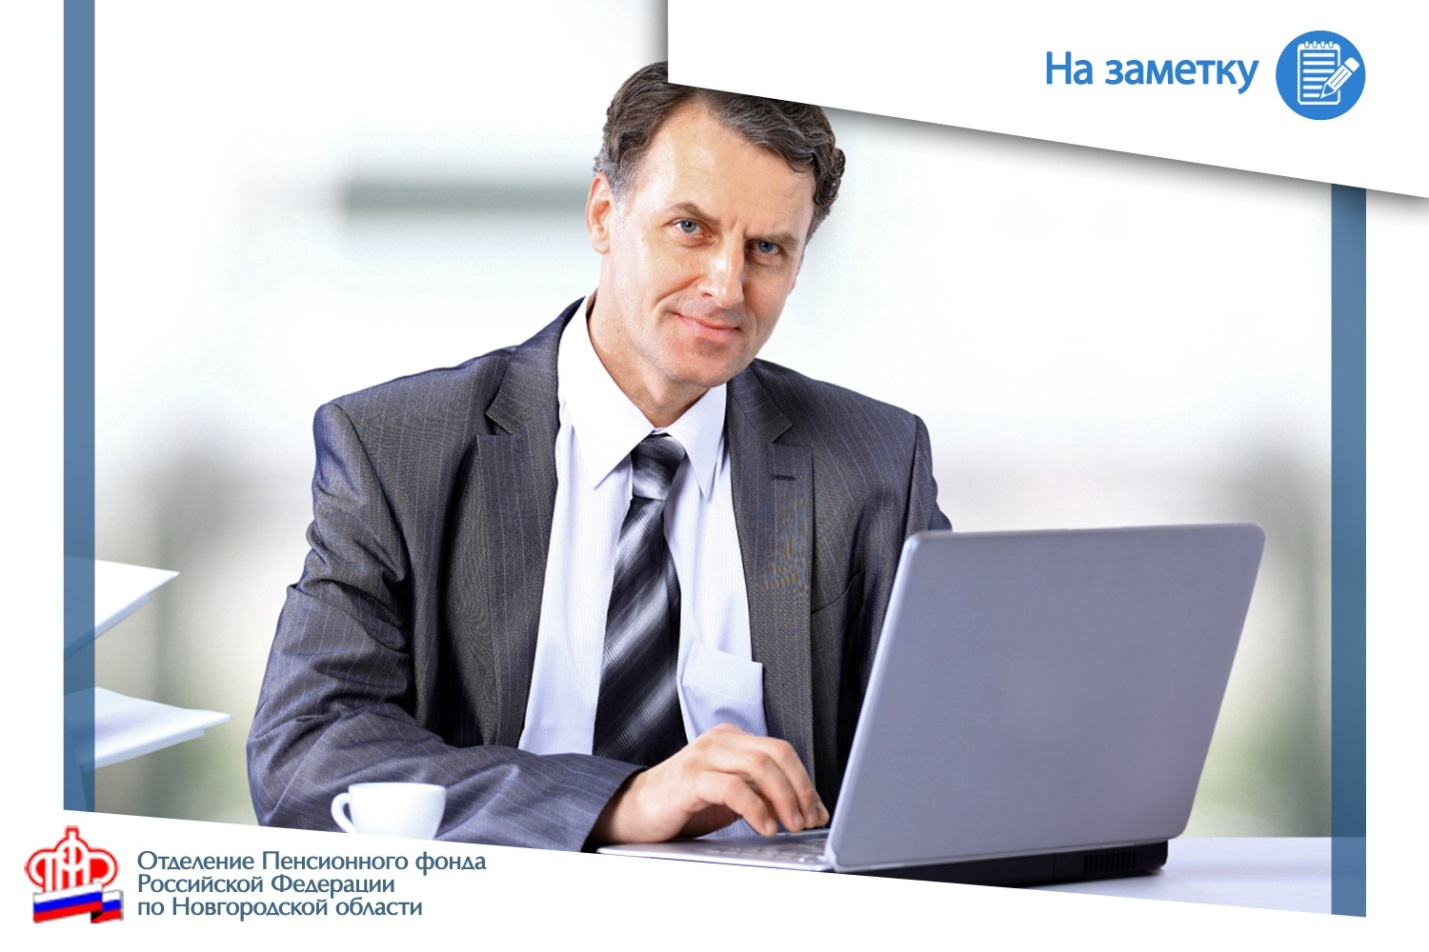 На заметку
Отделение Пенсионного фонда
Российской Федерации
по Новгородской области